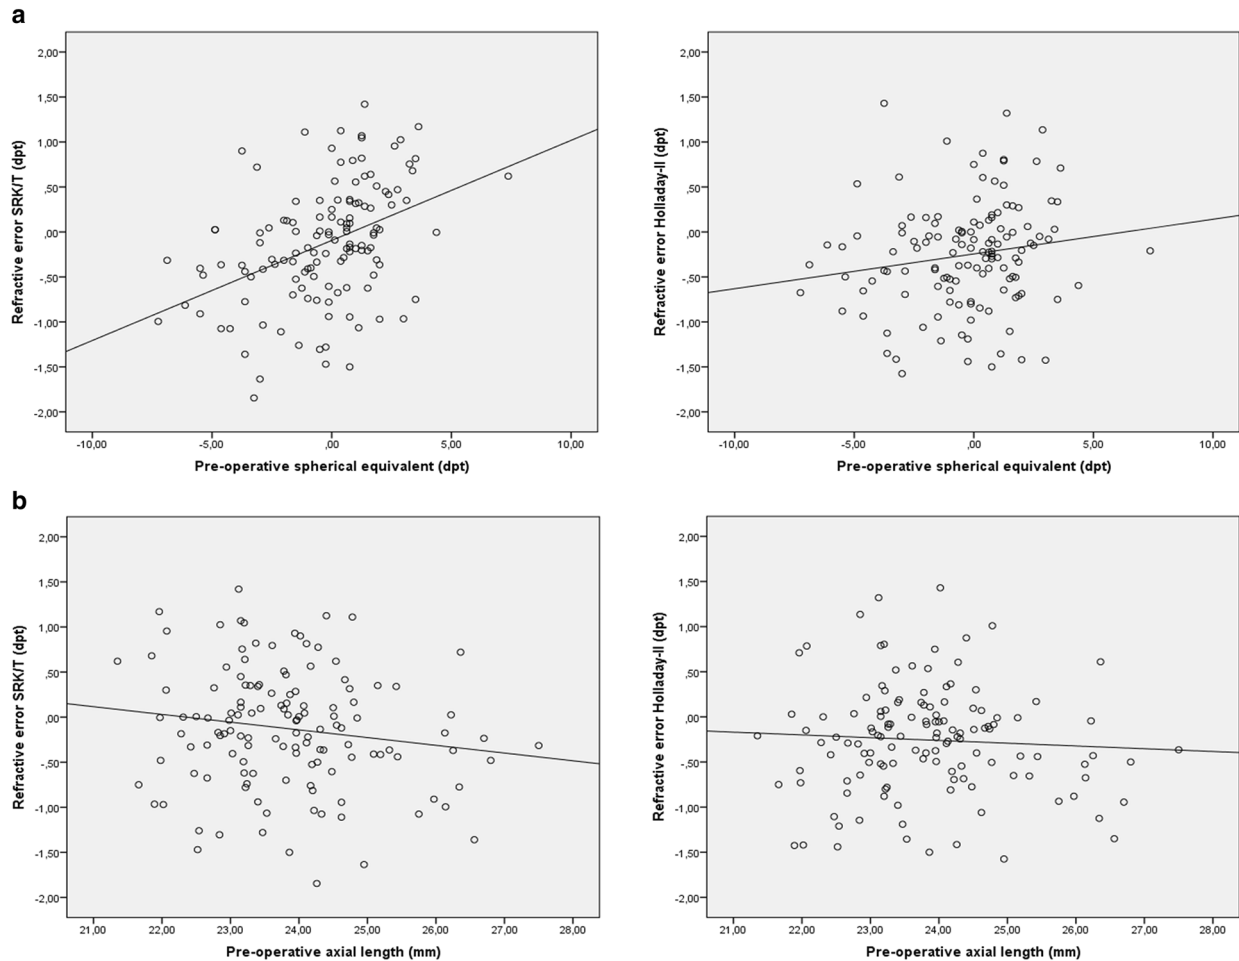 a
2,00
1,50
1,00
,50
,00
-,50
-1,00
-1,50
-2,00
Refractive error SRK/T (dpt)
-10,00 -5,00 ,00 5,00 10,00
Pre-operative spherical equivalent (dpt)
2,00
1,50
1,00
,50
,00
-,50
-1,00
-1,50
-2,00
Refractive error Holladay-II (dpt)
-10,00 -5,00 ,00 5,00 10,00
Pre-operative spherical equivalent (dpt)
b
2,00
1,50
1,00
,50
,00
-,50
-1,00
-1,50
-2,00
Refractive error SRK/T (dpt)
21,00 22,00 23,00 24,00 25,00 26,00 27,00 28,00
Pre-operative axial length (mm)
2,00
1,50
1,00
,50
,00
-,50
-1,00
-1,50
-2,00
Refractive error Holladay-II (dpt)
21,00 22,00 23,00 24,00 25,00 26,00 27,00 28,00
Pre-operative axial length (mm)